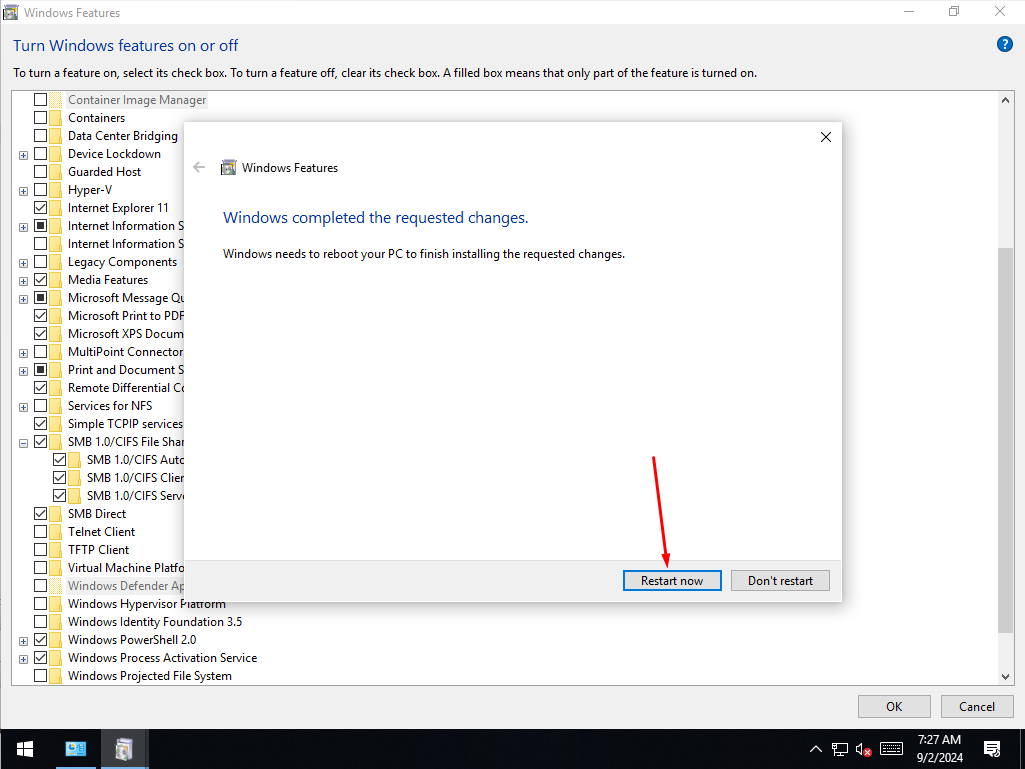 Windows Features
Turn Windows features on or off
To turn a feature on, select its check box. To turn a feature off, clear its check box. A filled box means that only part of the feature is turned on.
Container Image Manager
Containers
Data Center Bridging
Device Lockdown
Guarded Host
Hyper-V
Internet Explorer 11
Internet Information S
Internet Information S
Legacy Components
Media Features
Microsoft Message Qu
Microsoft Print to PDF
Microsoft XPS Docum
MultiPoint Connector
Print and Document S
Remote Differential Co
Services for NFS
Simple TCPIP services
SMB 1.0/CIFS File Shar
SMB 1.0/CIFS Auto
SMB 1.0/CIFS Clien
SMB 1.0/CIFS Serve
SMB Direct
Telnet Client
TFTP Client
Virtual Machine Platfo
Windows Defender Ap
Windows Hypervisor Platform
Windows Identity Foundation 3.5
Windows PowerShell 2.0
Windows Process Activation Service
Windows Projected File System
Windows Features
Windows completed the requested changes.
Windows needs to reboot your PC to finish installing the requested changes.
Restart now Don't restart
OK Cancel
7:27 AM
9/2/2024